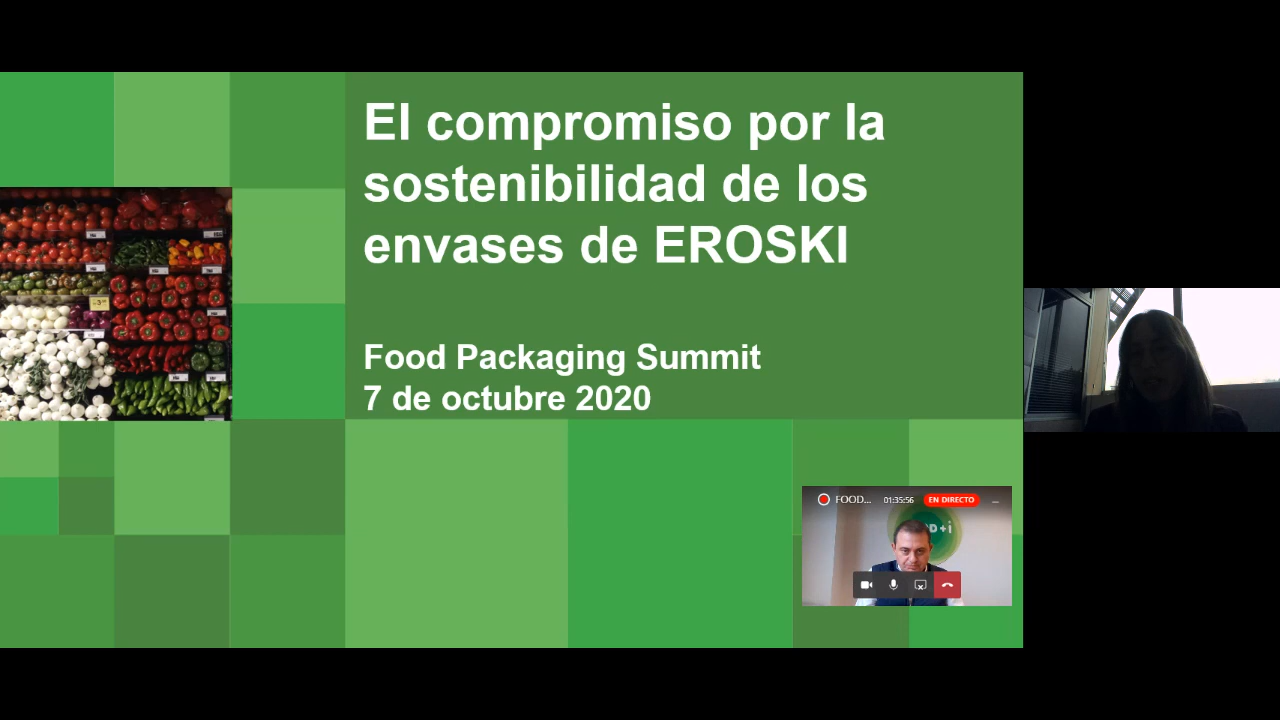 El compromiso por la
sostenibilidad de los
envases de EROSKI
Food Packaging Summit
7 de octubre 2020
FOOD... 01:35:56 EN DIRECTO
D+i